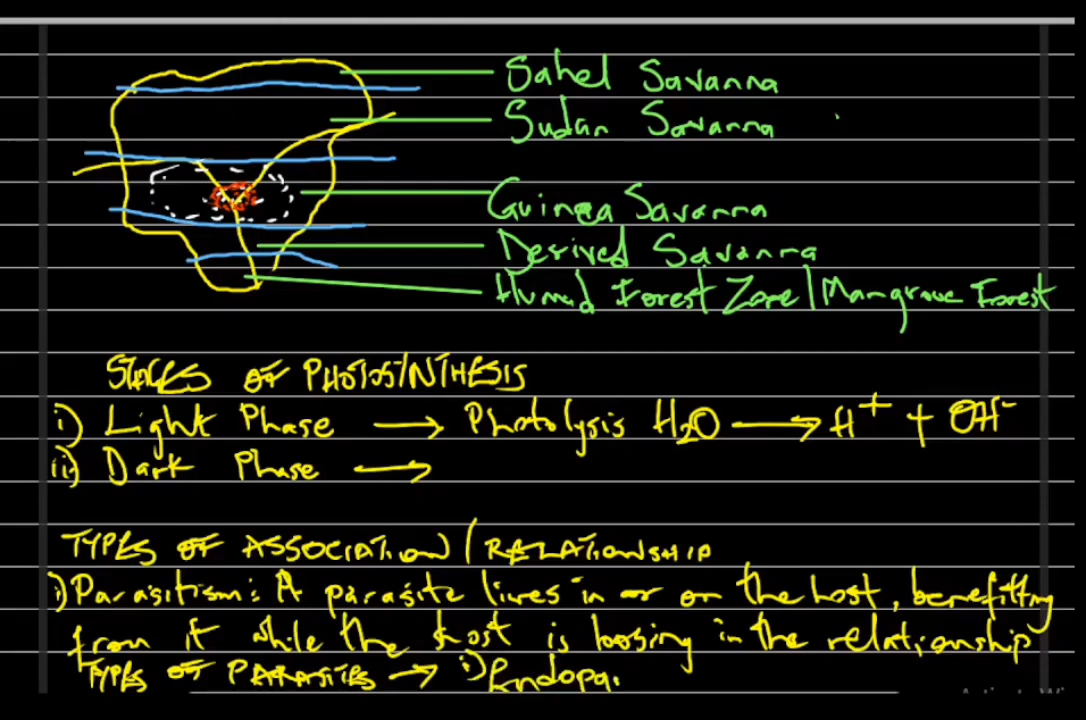 Sahel Savanna
Sudan Savanna
Guinea Savanna
Derived Savanna
Humid Forest Zone/Mangrove Forest
STAGES OF PHOTOSYNTHESIS
i) Light Phase → Photolysis H2O → H+ + OH-
ii) Dark Phase →
TYPES OF ASSOCIATION/RELATIONSHIP
i) Parasitism: A parasite lives in or on the host, benefitting
from it while the host is loosing in the relationship
TYPES OF PARASITES → i) Endopa.